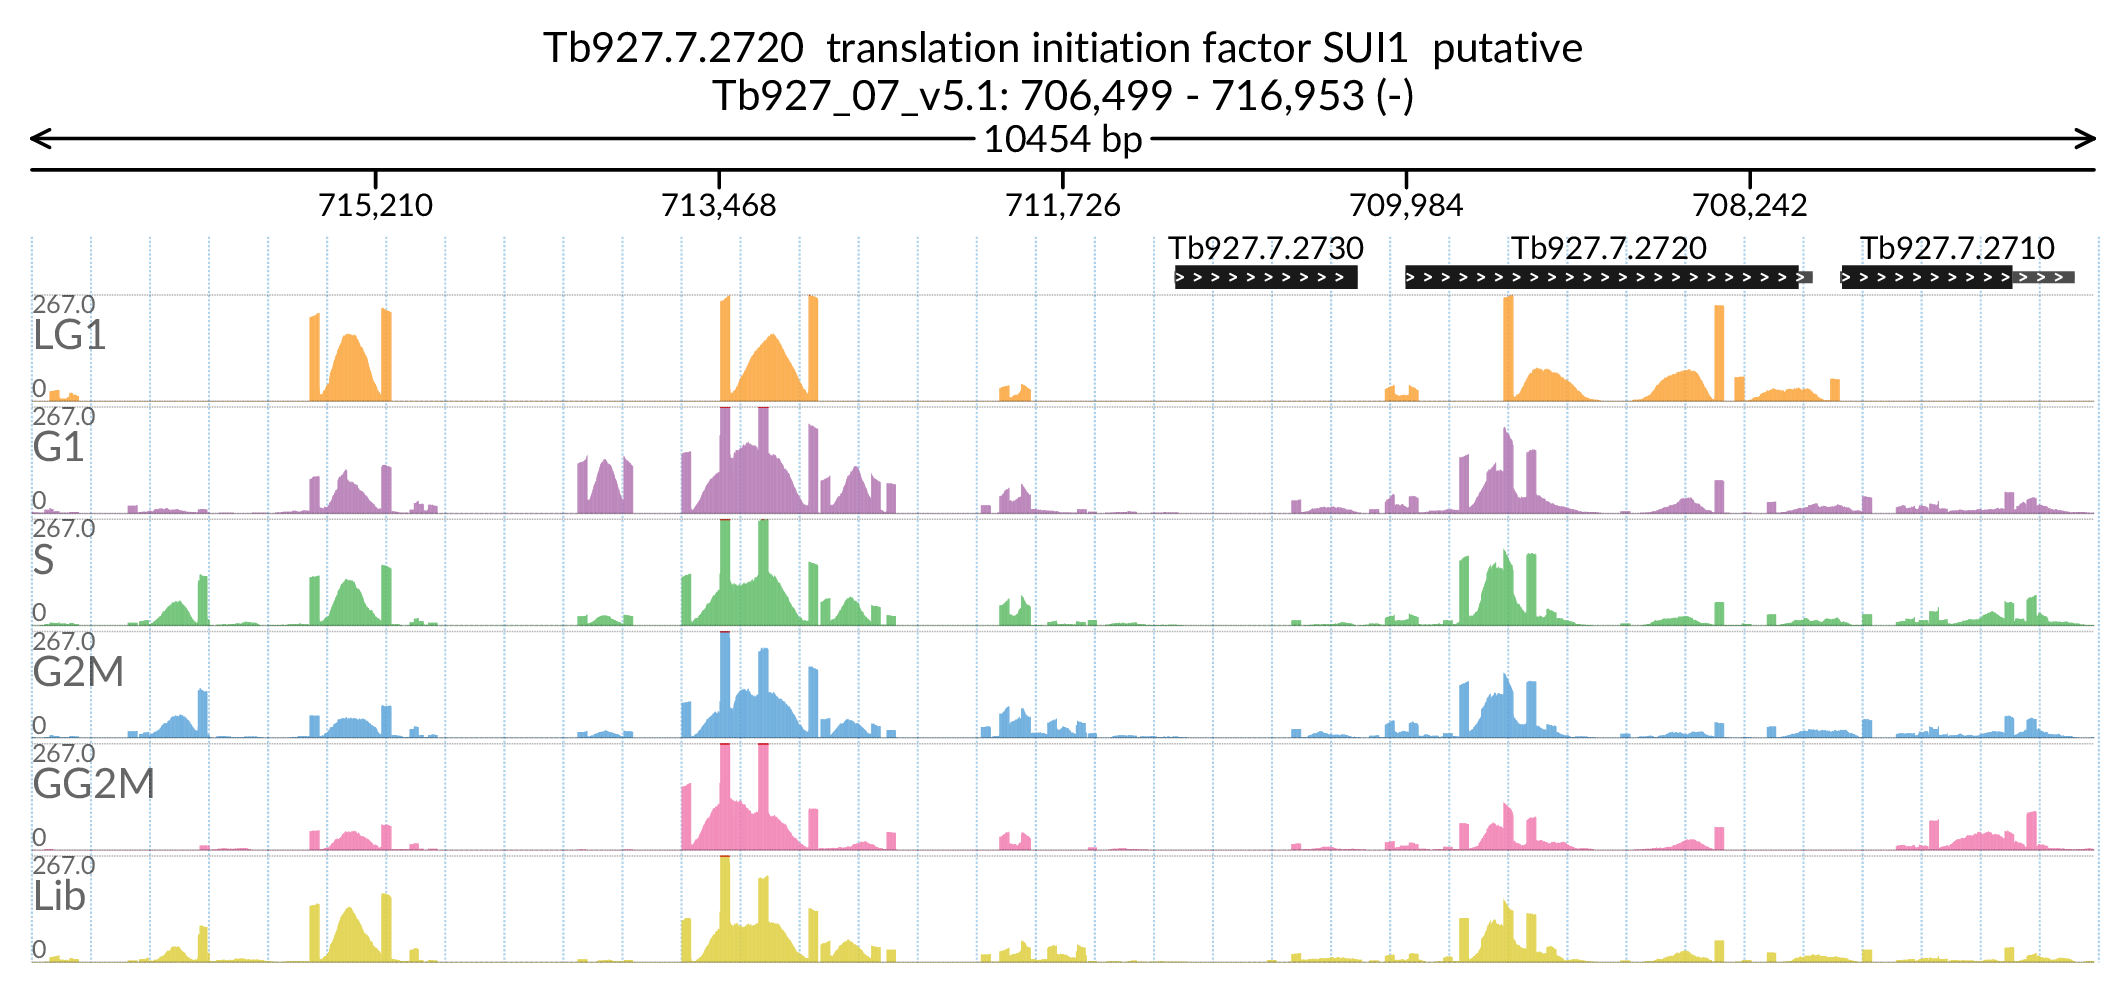 Tb927.7.2720  translation initiation factor SUI1  putative
Tb927_07_v5.1: 706,499 - 716,953 (-)
10454 bp
715,210 713,468 711,726 709,984 708,242
Tb927.7.2730 Tb927.7.2720 Tb927.7.2710
267.0
LG1
0
267.0
G1
0
267.0
S
0
267.0
G2M
0
267.0
GG2M
0
267.0
Lib
0